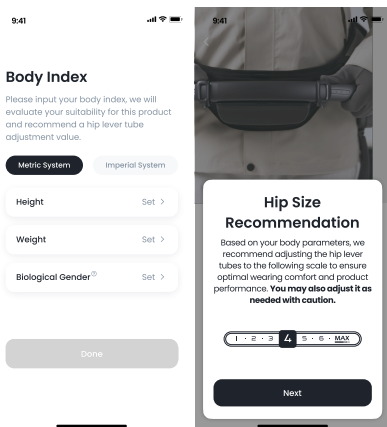 9:41
Body Index
Please input your body index, we will
evaluate your suitability for this product
and recommend a hip lever tube
adjustment value.
Metric System
Imperial System
Height
Set >
Weight
Set >
Biological Gender
Set >
Done
9:41
Hip Size
Recommendation
Based on your body parameters, we
recommend adjusting the hip lever
tubes to the following scale to ensure
optimal wearing comfort and product
performance. You may also adjust it as
needed with caution.
1 · 2 · 3 4 5 · 6 · MAX
Next